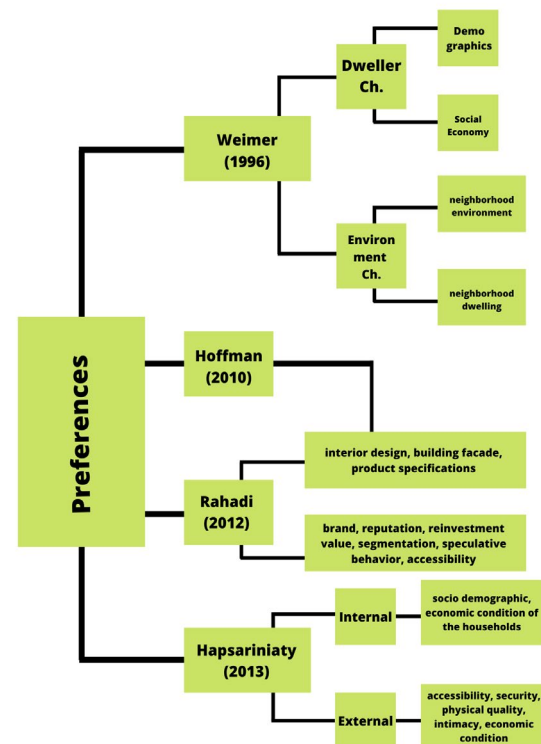 Preferences
Weimer
(1996)
Dweller
Ch.
Demo
graphics
Social
Economy
Environ
ment
Ch.
neighborhood
environment
neighborhood
dwelling
Hoffman
(2010)
interior design, building facade,
product specifications
Rahadi
(2012)
brand, reputation, reinvestment
value, segmentation, speculative
behavior, accessibility
Hapsariniaty
(2013)
Internal
socio demographic,
economic condition of
the households
External
accessibility, security,
physical quality,
intimacy, economic
condition